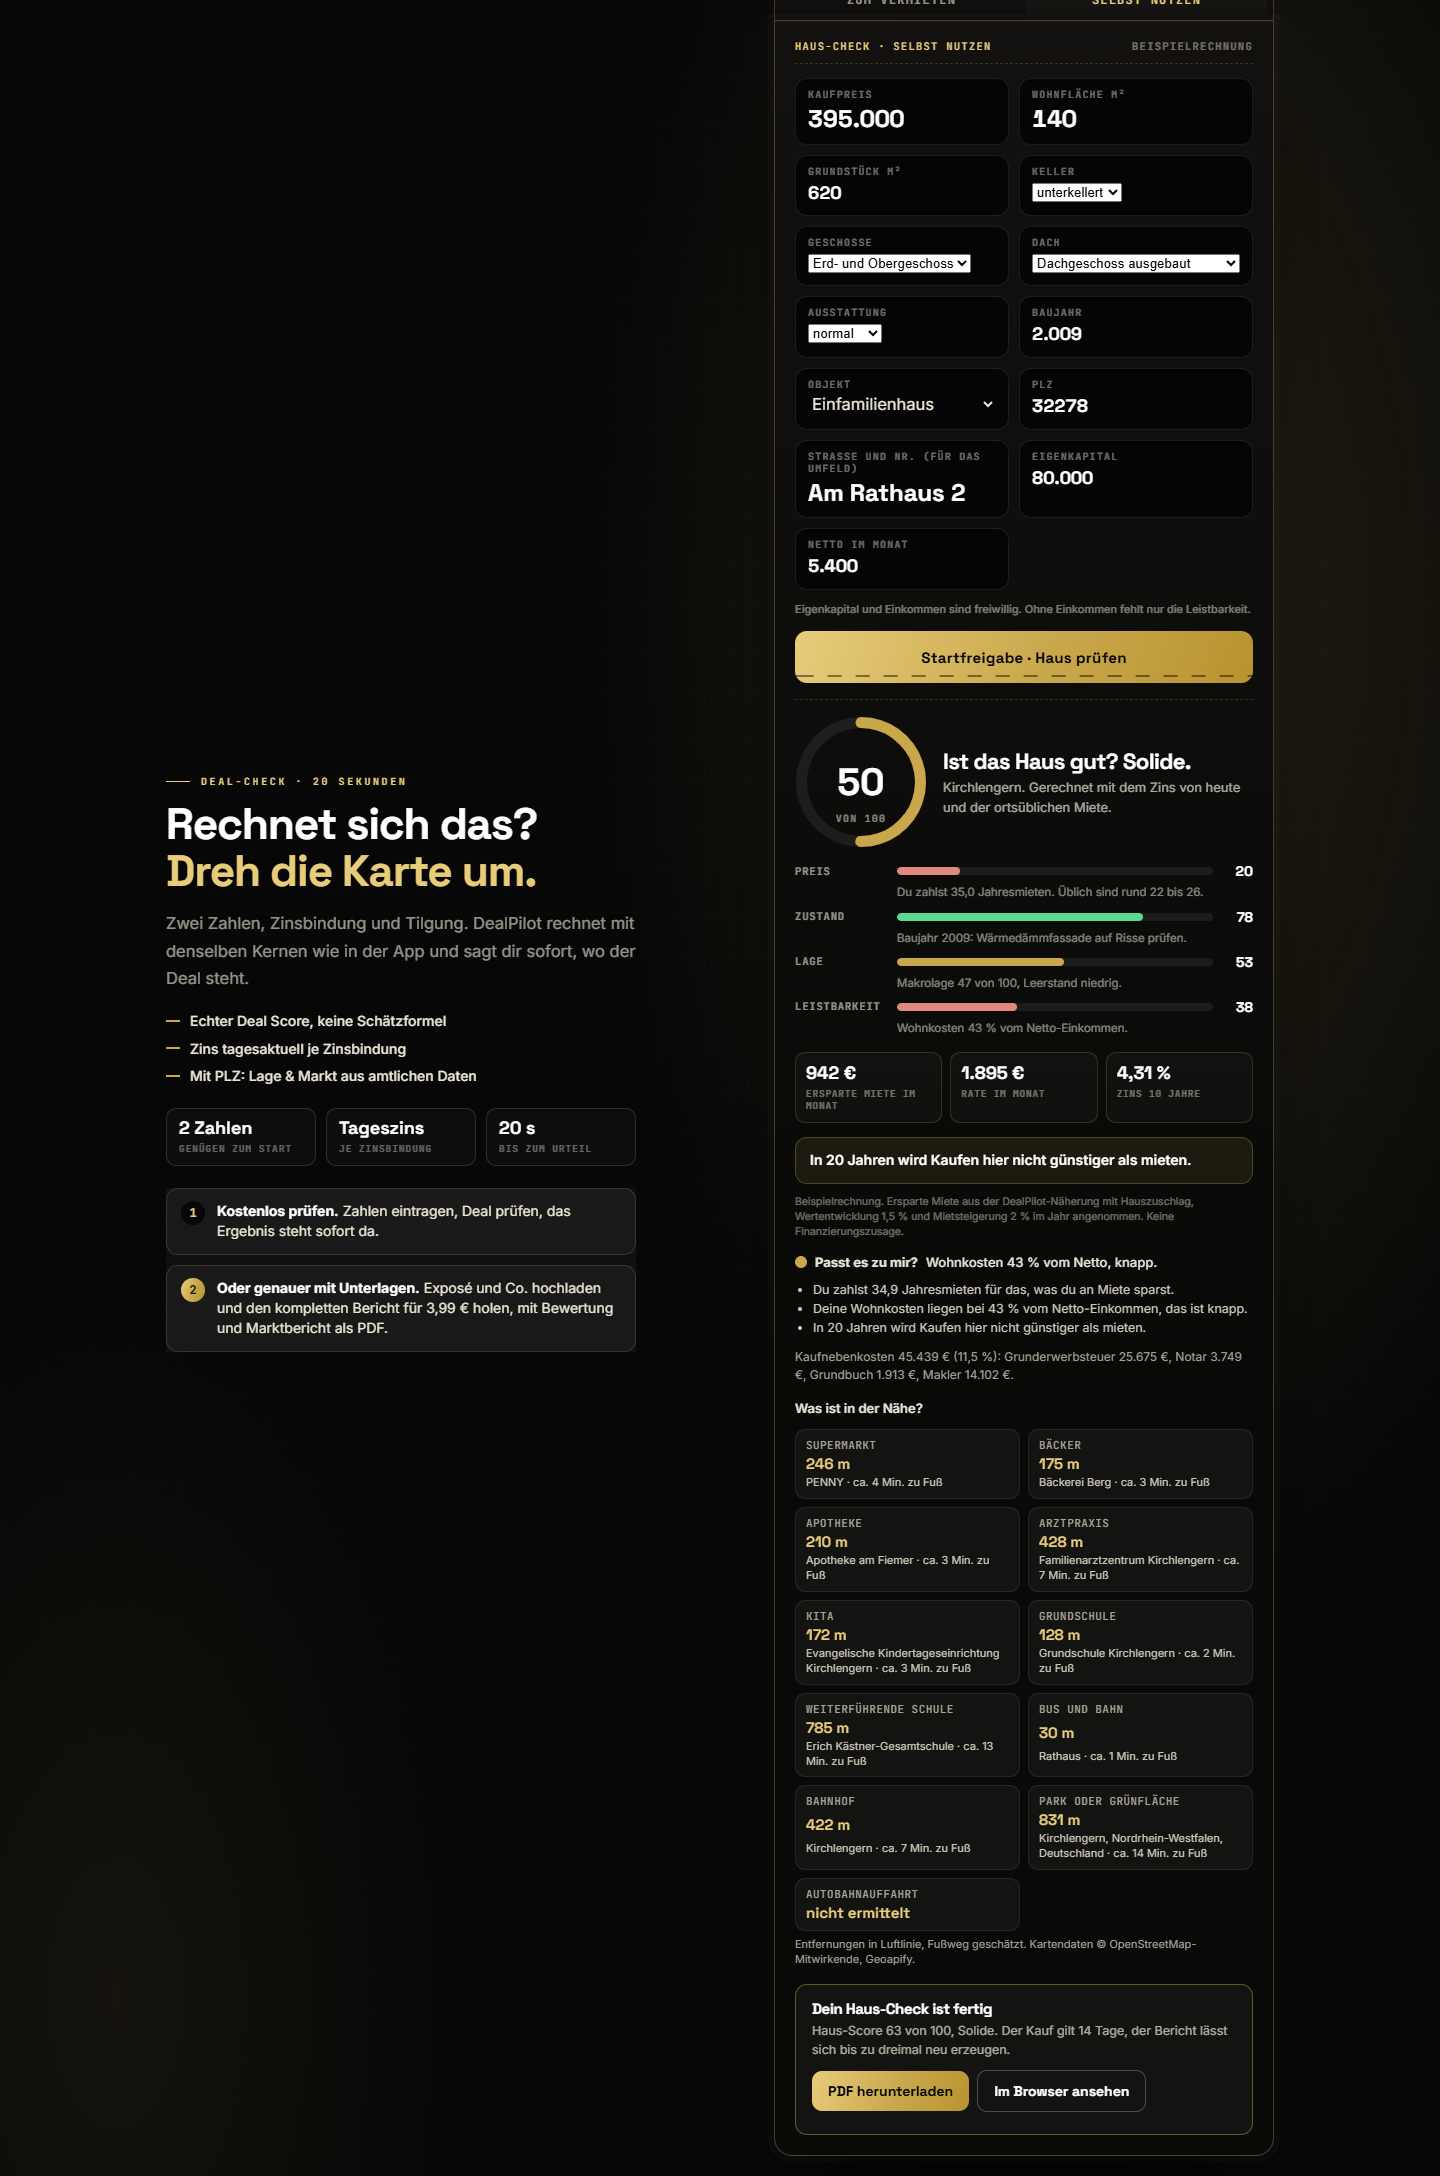 ZUM VERMIETEN
SELBST NUTZEN
HAUS-CHECK · SELBST NUTZEN
BEISPIELRECHNUNG
KAUFPREIS
395.000
WOHNFLÄCHE M²
140
GRUNDSTÜCK M²
620
KELLER
unterkellert
GESCHOSSE
Erd- und Obergeschoss
DACH
Dachgeschoss ausgebaut
AUSSTATTUNG
normal
BAUJAHR
2.009
OBJEKT
Einfamilienhaus
PLZ
32278
STRASSE UND NR. (FÜR DAS
UMFELD)
Am Rathaus 2
EIGENKAPITAL
80.000
NETTO IM MONAT
5.400
Eigenkapital und Einkommen sind freiwillig. Ohne Einkommen fehlt nur die Leistbarkeit.
Startfreigabe · Haus prüfen
50
VON 100
Ist das Haus gut? Solide.
Kirchlengern. Gerechnet mit dem Zins von heute
und der ortsüblichen Miete.
PREIS
20
Du zahlst 35,0 Jahresmieten. Üblich sind rund 22 bis 26.
ZUSTAND
78
Baujahr 2009: Wärmedämmfassade auf Risse prüfen.
LAGE
53
Makrolage 47 von 100, Leerstand niedrig.
LEISTBARKEIT
38
Wohnkosten 43 % vom Netto-Einkommen.
942 €
ERSPARTE MIETE IM
MONAT
1.895 €
RATE IM MONAT
4,31 %
ZINS 10 JAHRE
In 20 Jahren wird Kaufen hier nicht günstiger als mieten.
Beispielrechnung. Ersparte Miete aus der DealPilot-Näherung mit Hauszuschlag,
Wertentwicklung 1,5 % und Mietsteigerung 2 % im Jahr angenommen. Keine
Finanzierungszusage.
Passt es zu mir? Wohnkosten 43 % vom Netto, knapp.
• Du zahlst 34,9 Jahresmieten für das, was du an Miete sparst.
• Deine Wohnkosten liegen bei 43 % vom Netto-Einkommen, das ist knapp.
• In 20 Jahren wird Kaufen hier nicht günstiger als mieten.
Kaufnebenkosten 45.439 € (11,5 %): Grunderwerbsteuer 25.675 €, Notar 3.749
€, Grundbuch 1.913 €, Makler 14.102 €.
Was ist in der Nähe?
SUPERMARKT
246 m
PENNY · ca. 4 Min. zu Fuß
BÄCKER
175 m
Bäckerei Berg · ca. 3 Min. zu Fuß
APOTHEKE
210 m
Apotheke am Fiemer · ca. 3 Min. zu
Fuß
ARZTPRAXIS
428 m
Familienarztzentrum Kirchlengern · ca.
7 Min. zu Fuß
KITA
172 m
Evangelische Kindertageseinrichtung
Kirchlengern · ca. 3 Min. zu Fuß
GRUNDSCHULE
128 m
Grundschule Kirchlengern · ca. 2 Min.
zu Fuß
WEITERFÜHRENDE SCHULE
785 m
Erich Kästner-Gesamtschule · ca. 13
Min. zu Fuß
BUS UND BAHN
30 m
Rathaus · ca. 1 Min. zu Fuß
BAHNHOF
422 m
Kirchlengern · ca. 7 Min. zu Fuß
PARK ODER GRÜNFLÄCHE
831 m
Kirchlengern, Nordrhein-Westfalen,
Deutschland · ca. 14 Min. zu Fuß
AUTOBAHNAUFFAHRT
nicht ermittelt
Entfernungen in Luftlinie, Fußweg geschätzt. Kartendaten © OpenStreetMap-
Mitwirkende, Geoapify.
Dein Haus-Check ist fertig
Haus-Score 63 von 100, Solide. Der Kauf gilt 14 Tage, der Bericht lässt
sich bis zu dreimal neu erzeugen.
PDF herunterladen
Im Browser ansehen
DEAL-CHECK · 20 SEKUNDEN
Rechnet sich das?
Dreh die Karte um.
Zwei Zahlen, Zinsbindung und Tilgung. DealPilot rechnet mit
denselben Kernen wie in der App und sagt dir sofort, wo der
Deal steht.
Echter Deal Score, keine Schätzformel
Zins tagesaktuell je Zinsbindung
Mit PLZ: Lage & Markt aus amtlichen Daten
2 Zahlen
GENÜGEN ZUM START
Tageszins
JE ZINSBINDUNG
20 s
BIS ZUM URTEIL
1
Kostenlos prüfen. Zahlen eintragen, Deal prüfen, das
Ergebnis steht sofort da.
2
Oder genauer mit Unterlagen. Exposé und Co. hochladen
und den kompletten Bericht für 3,99 € holen, mit Bewertung
und Marktbericht als PDF.